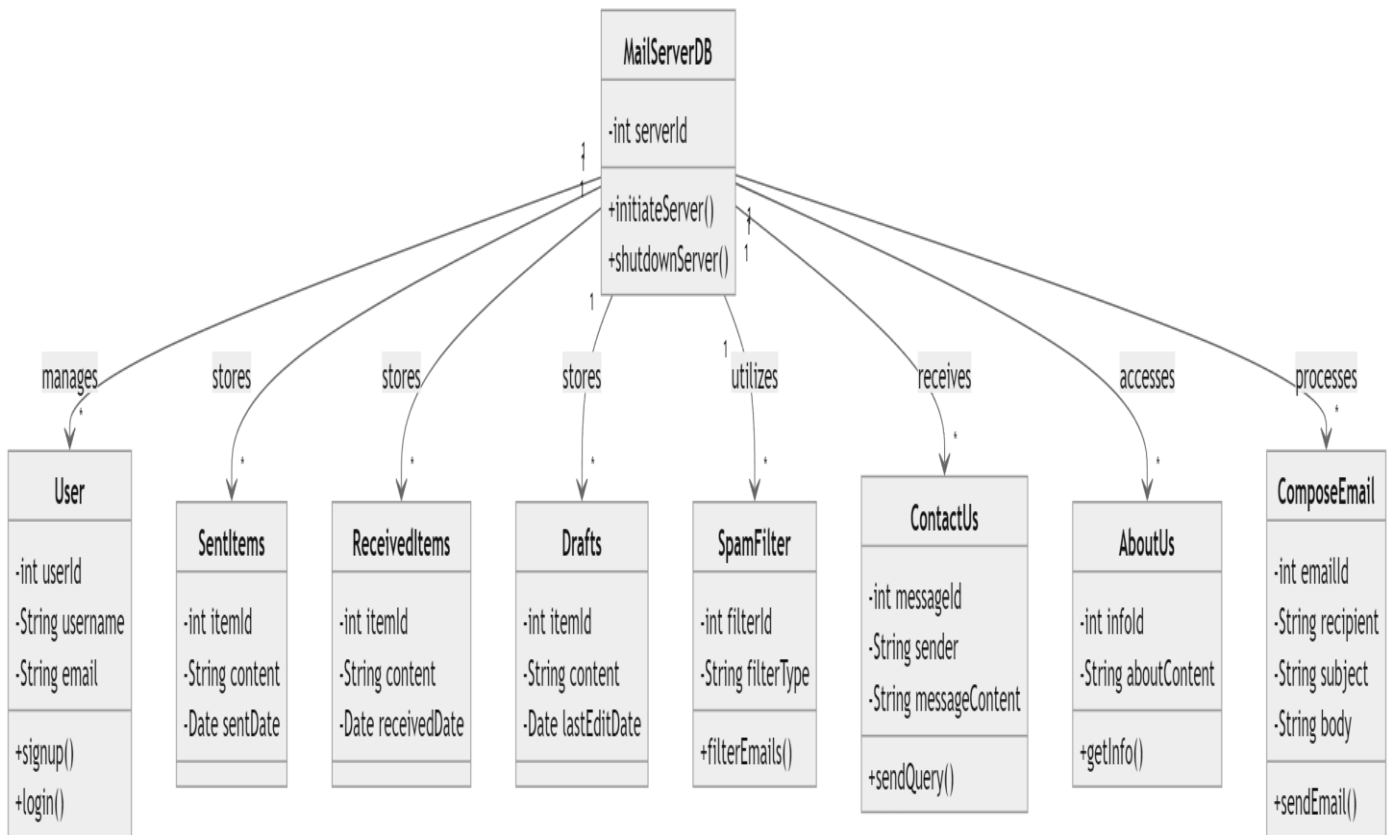 MailServerDB
-int serverId
+initiateServer()
+shutdownServer()
1
1
1
1
1
1
1
1
manages
stores
stores
stores
utilizes
receives
accesses
processes
*
*
*
*
*
*
*
*
User
-int userId
-String username
-String email
+signup()
+login()
SentItems
-int itemId
-String content
-Date sentDate
ReceivedItems
-int itemId
-String content
-Date receivedDate
Drafts
-int itemId
-String content
-Date lastEditDate
SpamFilter
-int filterId
-String filterType
+filterEmails()
ContactUs
-int messageId
-String sender
-String messageContent
+sendQuery()
AboutUs
-int infoId
-String aboutContent
+getInfo()
ComposeEmail
-int emailId
-String recipient
-String subject
-String body
+sendEmail()